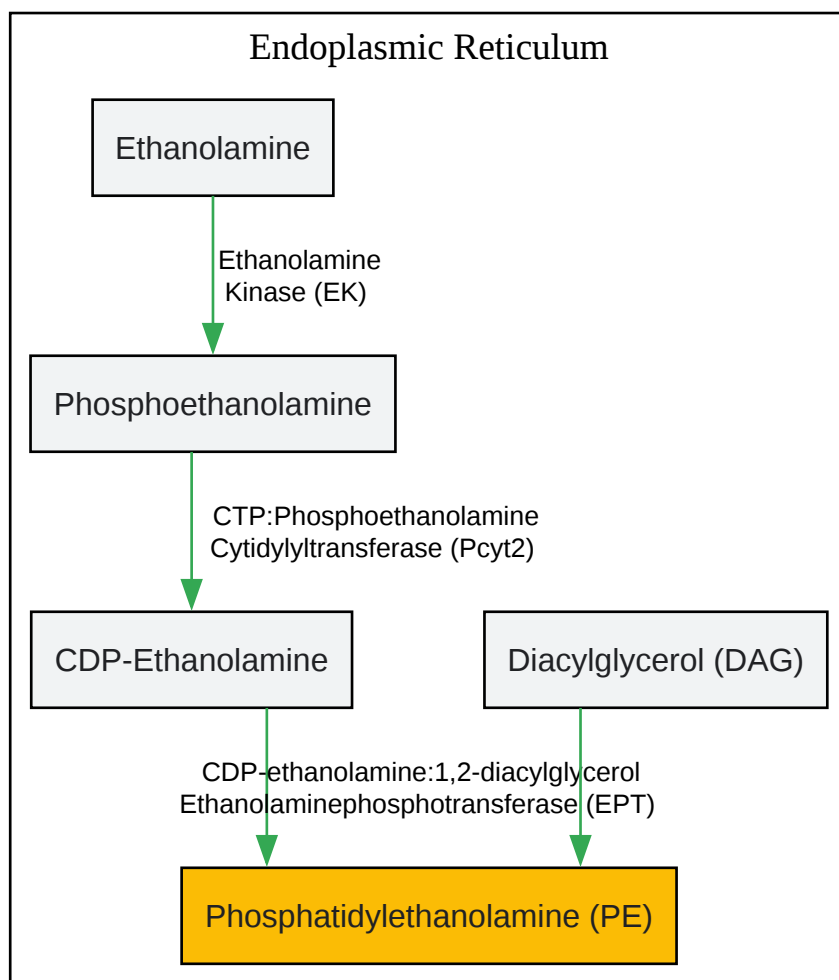 Endoplasmic Reticulum
Ethanolamine
Ethanolamine
Kinase (EK)
Phosphoethanolamine
CTP:Phosphoethanolamine
Cytidylyltransferase (Pcyt2)
CDP-Ethanolamine
Diacylglycerol (DAG)
CDP-ethanolamine:1,2-diacylglycerol
Ethanolaminephosphotransferase (EPT)
Phosphatidylethanolamine (PE)